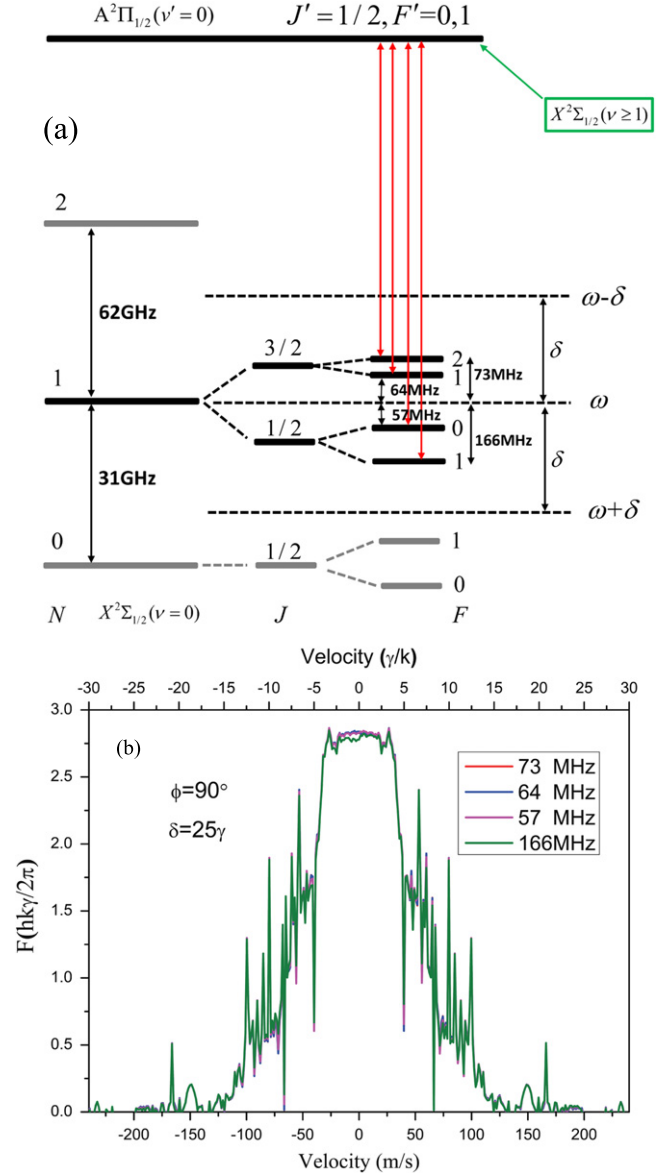 A²Π₁/₂(ν′=0) J′=1/2, F′=0,1
X²Σ₁/₂(ν≥1)
(a)
2
62GHz
ω-δ
3/2
2
δ
1
1
64MHz
73MHz
ω
57MHz
1/2
0
166MHz
31GHz
1
δ
ω+δ
0
1/2
1
0
N X²Σ₁/₂(ν=0) J F
Velocity (γ/k)
-30 -25 -20 -15 -10 -5 0 5 10 15 20 25 30
3.0
(b)
73 MHz
64 MHz
57 MHz
166MHz
ϕ=90°
δ=25γ
2.5
2.0
F(hkγ/2π)
1.5
1.0
0.5
0.0
-200 -150 -100 -50 0 50 100 150 200
Velocity (m/s)